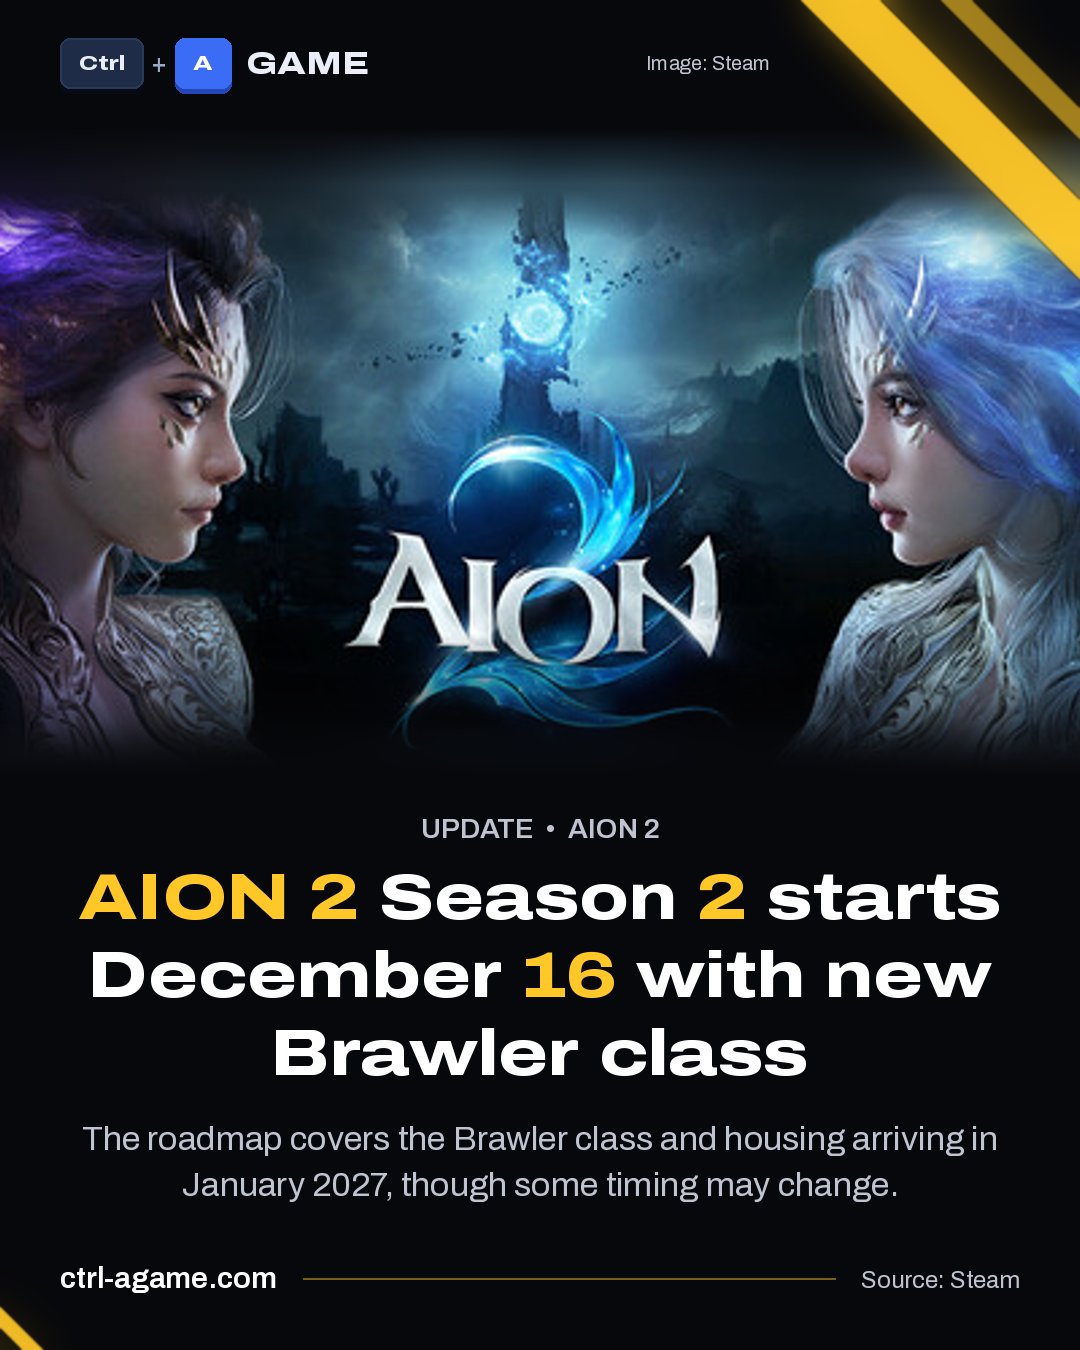 Ctrl + A GAME
Image: Steam
2
AION
UPDATE • AION 2
AION 2 Season 2 starts
December 16 with new
Brawler class
The roadmap covers the Brawler class and housing arriving in
January 2027, though some timing may change.
ctrl-agame.com
Source: Steam